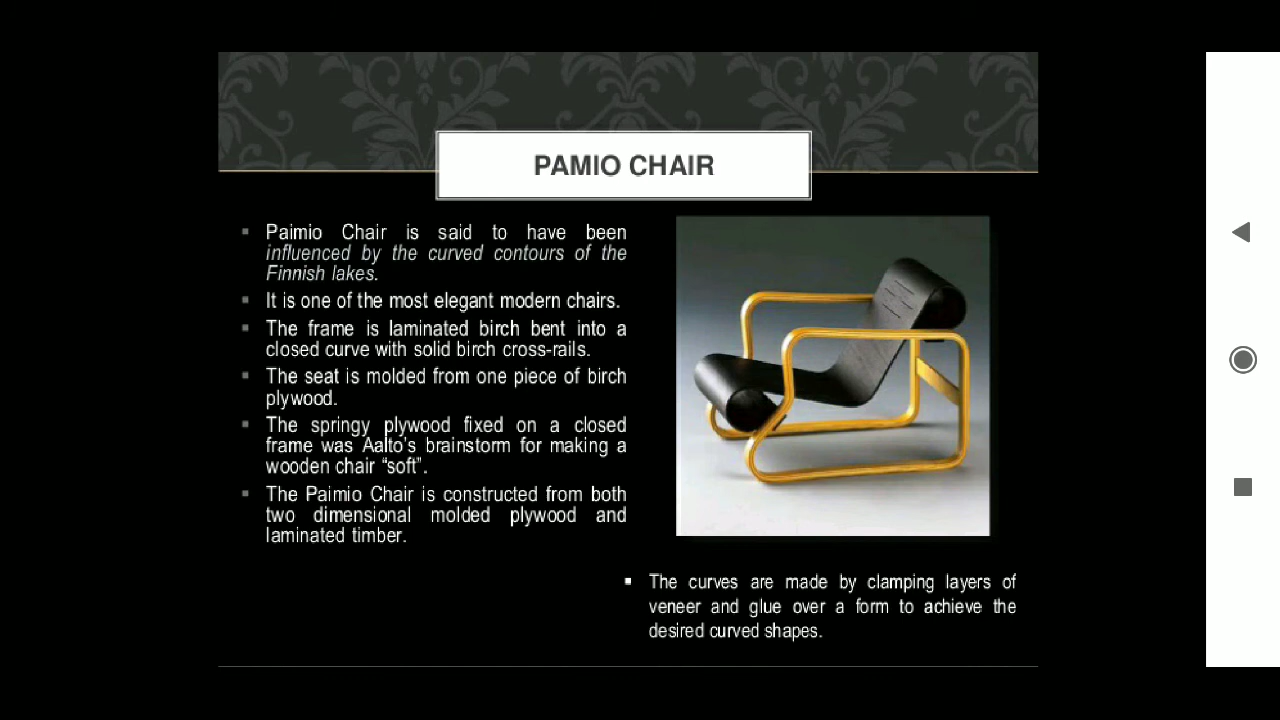 PAMIO CHAIR
Paimio Chair is said to have been
influenced by the curved contours of the
Finnish lakes.
It is one of the most elegant modern chairs.
The frame is laminated birch bent into a
closed curve with solid birch cross-rails.
The seat is molded from one piece of birch
plywood.
The springy plywood fixed on a closed
frame was Aalto's brainstorm for making a
wooden chair “soft”.
The Paimio Chair is constructed from both
two dimensional molded plywood and
laminated timber.
The curves are made by clamping layers of
veneer and glue over a form to achieve the
desired curved shapes.